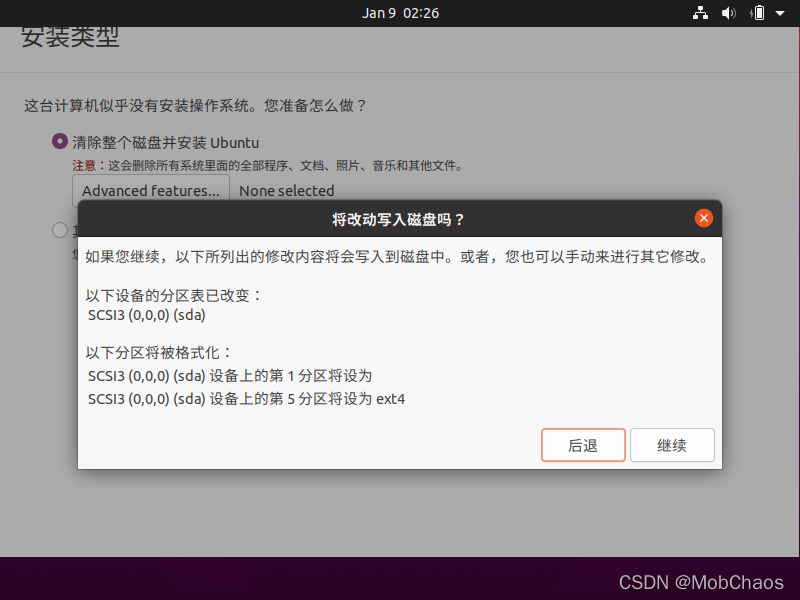 Jan 9 02:26
安装类型
这台计算机似乎没有安装操作系统。您准备怎么做？
清除整个磁盘并安装 Ubuntu
注意：这会删除所有系统里面的全部程序、文档、照片、音乐和其他文件。
Advanced features... None selected
将改动写入磁盘吗？
如果您继续，以下所列出的修改内容将会写入到磁盘中。或者，您也可以手动来进行其它修改。
以下设备的分区表已改变：
SCSI3 (0,0,0) (sda)
以下分区将被格式化：
SCSI3 (0,0,0) (sda) 设备上的第 1 分区将设为
SCSI3 (0,0,0) (sda) 设备上的第 5 分区将设为 ext4
后退 继续
CSDN @MobChaos